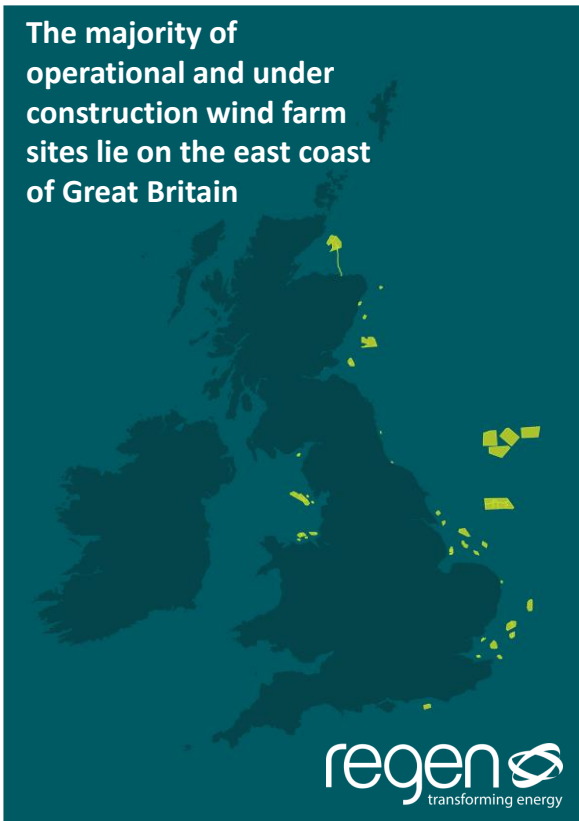 The majority of
operational and under
construction wind farm
sites lie on the east coast
of Great Britain
regen
transforming energy